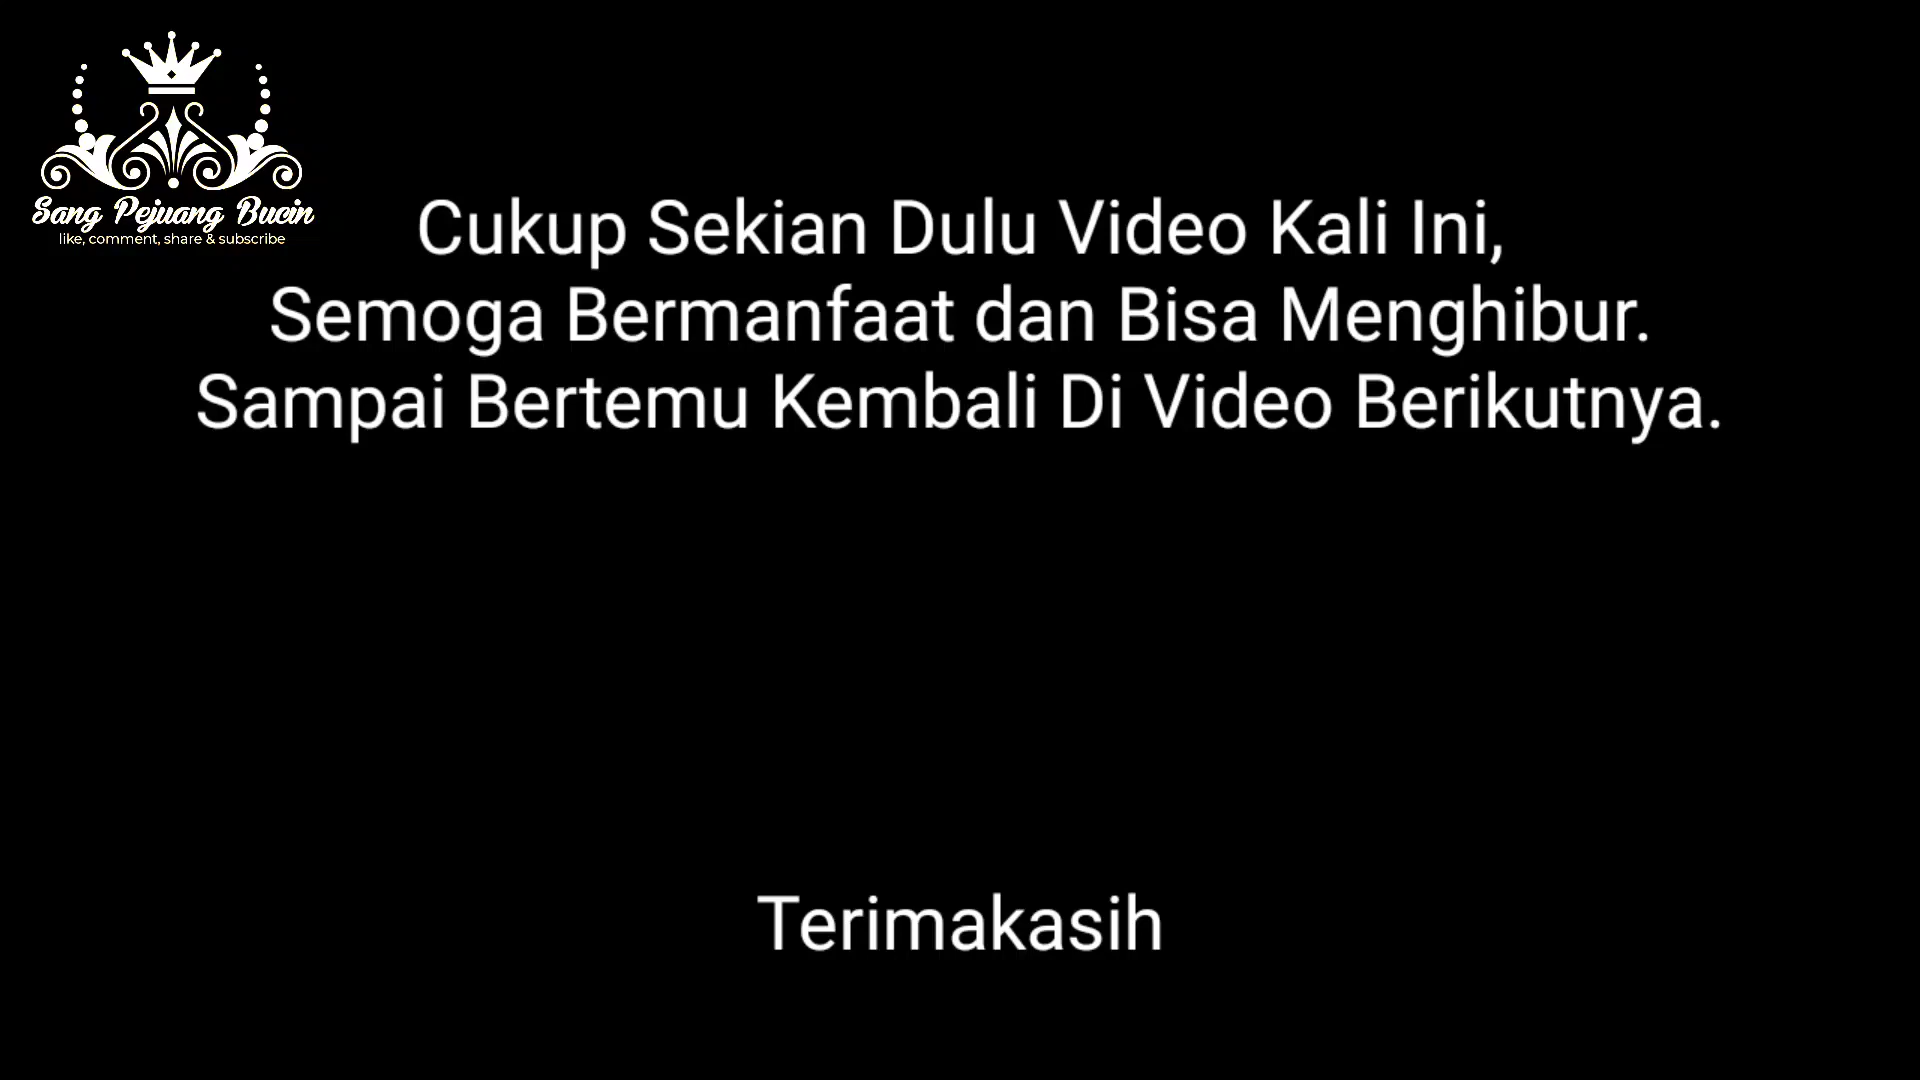 Sang Pejuang Bucin
like, comment, share & subscribe
Cukup Sekian Dulu Video Kali Ini,
Semoga Bermanfaat dan Bisa Menghibur.
Sampai Bertemu Kembali Di Video Berikutnya.
Terimakasih